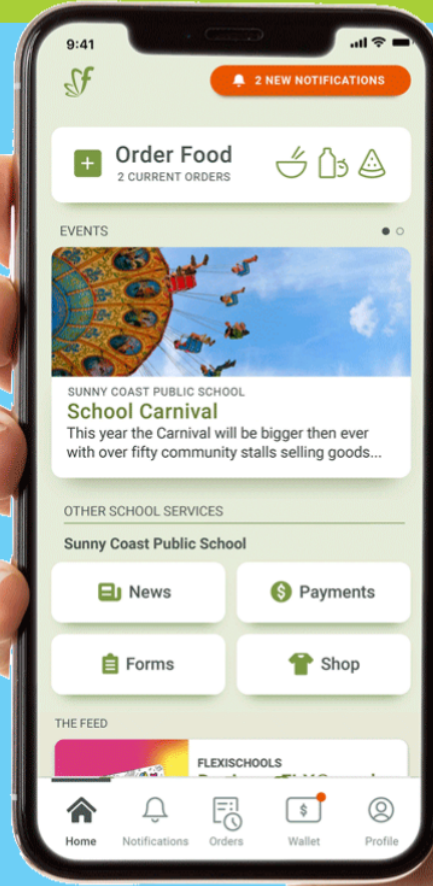 9:41
2 NEW NOTIFICATIONS
Order Food
2 CURRENT ORDERS
EVENTS
SUNNY COAST PUBLIC SCHOOL
School Carnival
This year the Carnival will be bigger then ever
with over fifty community stalls selling goods...
OTHER SCHOOL SERVICES
Sunny Coast Public School
News
Payments
Forms
Shop
THE FEED
FLEXISCHOOLS
Home
Notifications
Orders
Wallet
Profile